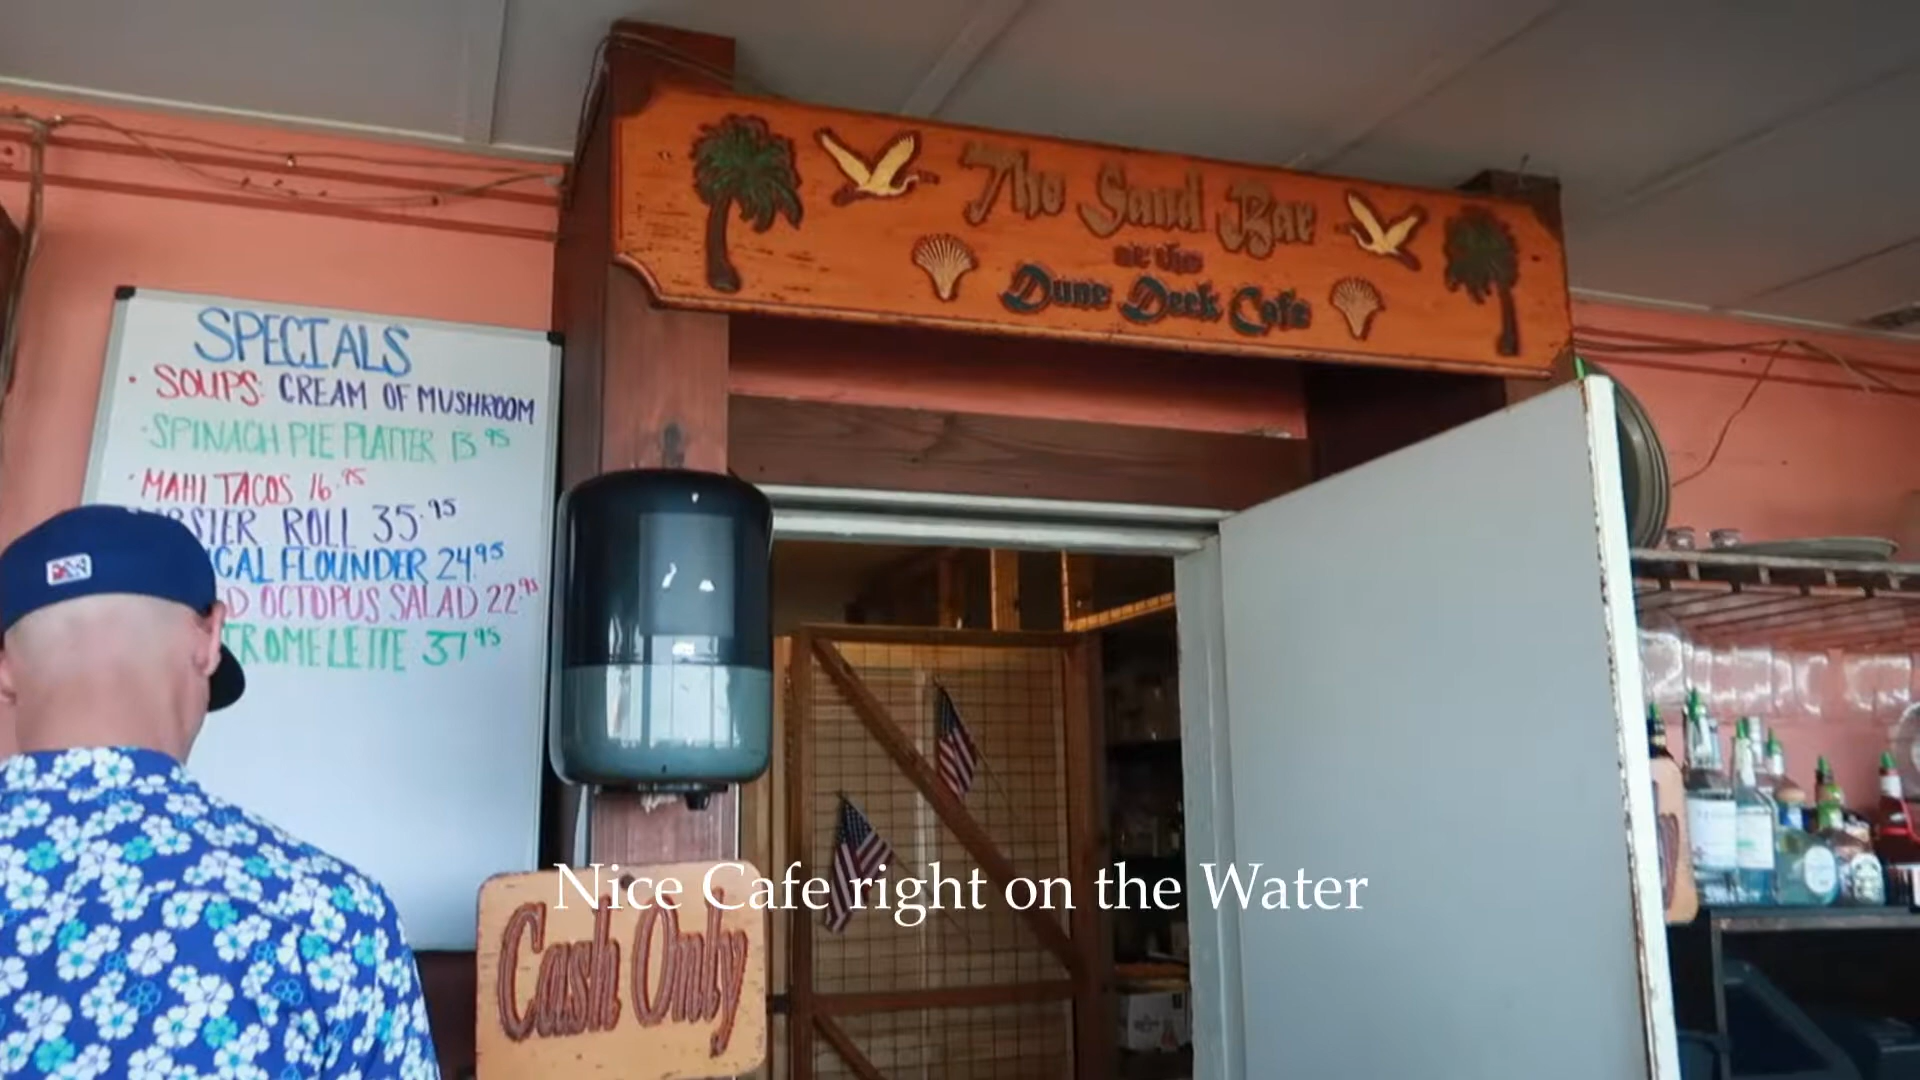 The Sand Bar
at the
Dune Deck Cafe
SPECIALS
· SOUPS: CREAM OF MUSHROOM
· SPINACH PIE PLATTER 13.95
· MAHI TACOS 16.95
ROLL 35.95
FLOUNDER 24.95
OCTOPUS SALAD 22.95
37.95
Nice Cafe right on the Water
Cash Only